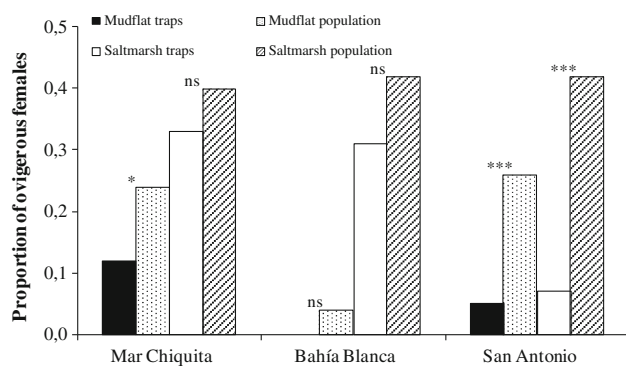 Mudflat traps
Mudflat population
Saltmarsh traps
Saltmarsh population
Proportion of ovigerous females
0,5
0,4
0,3
0,2
0,1
0,0
*
ns
ns
ns
***
***
Mar Chiquita
Bahía Blanca
San Antonio